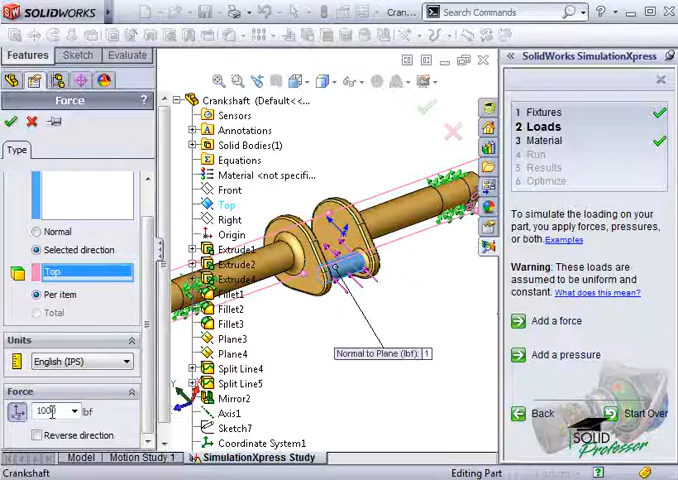 SOLIDWORKS
Cran...
Search Commands
Features
Sketch
Evaluate
Force
?
Type
Normal
Selected direction
Top
Per item
Total
Units
English (IPS)
Force
1000
lbf
Reverse direction
Crankshaft (Default<<...
Sensors
Annotations
Solid Bodies(1)
Equations
Material <not specifi...
Front
Top
Right
Origin
Extrude1
Extrude2
Extrude4
Fillet1
Fillet2
Fillet3
Plane3
Plane4
Split Line4
Split Line5
Mirror2
Axis1
Sketch7
Coordinate System1
Normal to Plane (lbf): 1
SolidWorks SimulationXpress
1 Fixtures
2 Loads
3 Material
4 Run
5 Results
6 Optimize
To simulate the loading on your
part, you apply forces, pressures,
or both. Examples
Warning: These loads are
assumed to be uniform and
constant. What does this mean?
Add a force
Add a pressure
Back
Start Over
SOLID
Professor
Model
Motion Study 1
SimulationXpress Study
Crankshaft
Editing Part